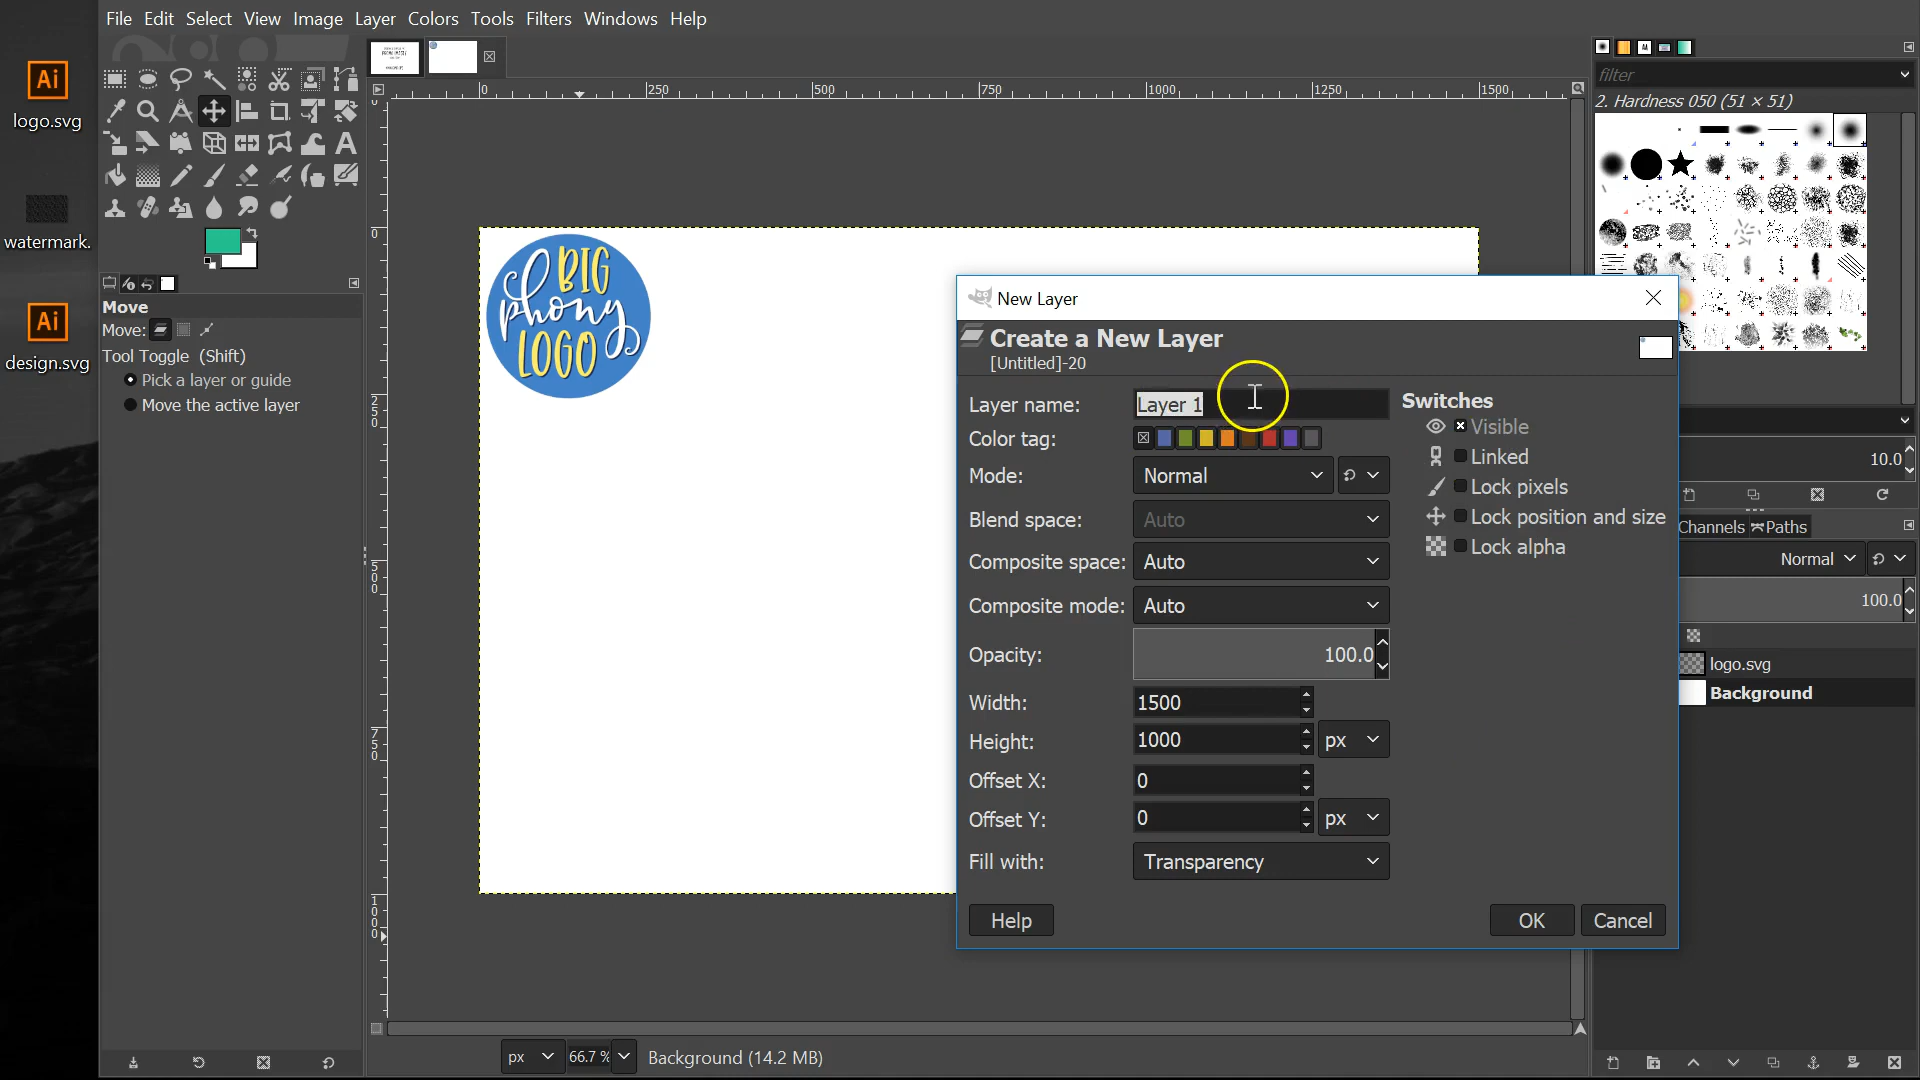 File Edit Select View Image Layer Colors Tools Filters Windows Help
logo.svg
watermark.
design.svg
Move
Move:
Tool Toggle (Shift)
Pick a layer or guide
Move the active layer
0 250 500 750 1000 1250 1500
0
250
500
750
1000
BIG
phony
LOGO
New Layer
Create a New Layer
[Untitled]-20
Layer name: Layer 1
Color tag:
Mode: Normal
Blend space: Auto
Composite space: Auto
Composite mode: Auto
Opacity: 100.0
Width: 1500
Height: 1000 px
Offset X: 0
Offset Y: 0 px
Fill with: Transparency
Switches
Visible
Linked
Lock pixels
Lock position and size
Lock alpha
Help OK Cancel
filter
2. Hardness 050 (51 × 51)
10.0
Channels Paths
Normal
100.0
logo.svg
Background
px 66.7 % Background (14.2 MB)
Ai
Ai